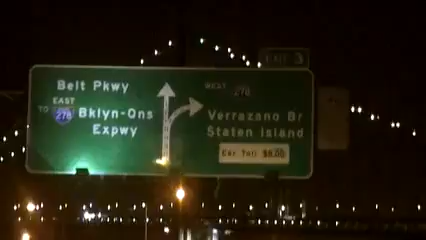 EXIT 3
Belt Pkwy
EAST
TO 278 Bklyn-Qns
Expwy
WEST 278
Verrazano Br
Staten Island
Car Toll $8.00